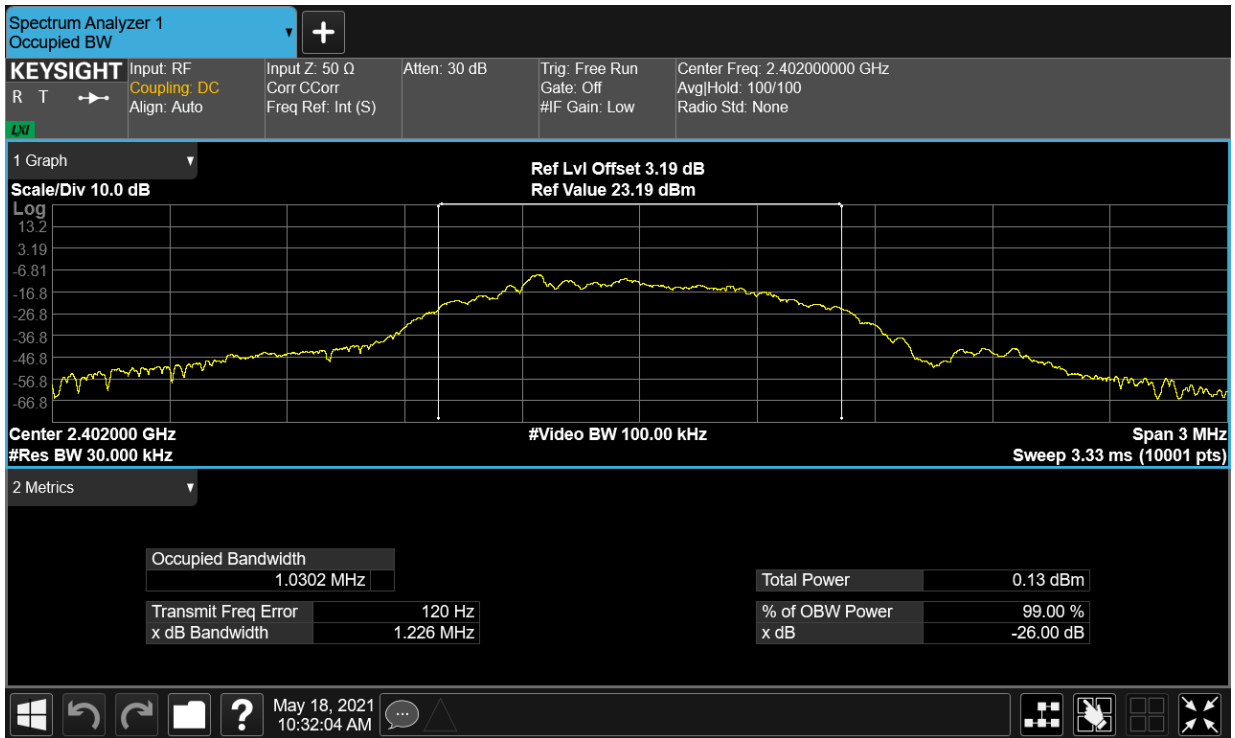 Spectrum Analyzer 1
Occupied BW
KEYSIGHT
R T
LXI
Input: RF
Coupling: DC
Align: Auto
Input Z: 50 Ω
Corr CCorr
Freq Ref: Int (S)
Atten: 30 dB
Trig: Free Run
Gate: Off
#IF Gain: Low
Center Freq: 2.402000000 GHz
Avg|Hold: 100/100
Radio Std: None
1 Graph
Scale/Div 10.0 dB
Ref Lvl Offset 3.19 dB
Ref Value 23.19 dBm
Log
13.2
3.19
-6.81
-16.8
-26.8
-36.8
-46.8
-56.8
-66.8
Center 2.402000 GHz
#Res BW 30.000 kHz
#Video BW 100.00 kHz
Span 3 MHz
Sweep 3.33 ms (10001 pts)
2 Metrics
Occupied Bandwidth
1.0302 MHz
Transmit Freq Error 120 Hz
x dB Bandwidth 1.226 MHz
Total Power 0.13 dBm
% of OBW Power 99.00 %
x dB -26.00 dB
?
May 18, 2021
10:32:04 AM